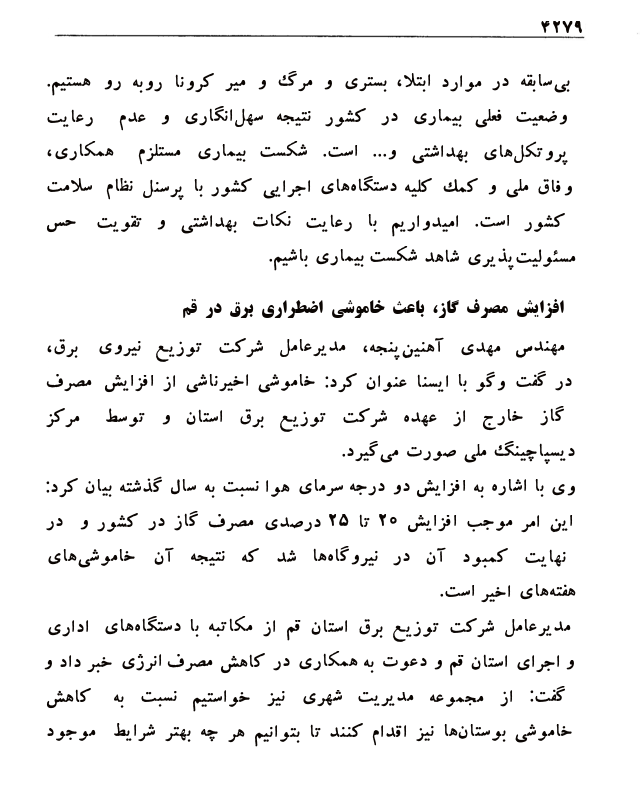 ۴۲۷۹
بی‌سابقه در موارد ابتلا، بستری و مرگ و میر کرونا روبه رو هستیم.
وضعیت فعلی بیماری در کشور نتیجه سهل‌انگاری و عدم رعایت
پروتکل‌های بهداشتی و... است. شکست بیماری مستلزم همکاری،
وفاق ملی و کمك کلیه دستگاه‌های اجرایی کشور با پرسنل نظام سلامت
کشور است. امیدواریم با رعایت نکات بهداشتی و تقویت حس
مسئولیت‌پذیری شاهد شکست بیماری باشیم.
افزایش مصرف گاز، باعث خاموشی اضطراری برق در قم
مهندس مهدی آهنین‌پنجه، مدیرعامل شرکت توزیع نیروی برق،
در گفت وگو با ایسنا عنوان کرد: خاموشی اخیرناشی از افزایش مصرف
گاز خارج از عهده شرکت توزیع برق استان و توسط مرکز
دیسپاچینگ ملی صورت می‌گیرد.
وی با اشاره به افزایش دو درجه سرمای هوا نسبت به سال گذشته بیان کرد:
این امر موجب افزایش ۲۰ تا ۲۵ درصدی مصرف گاز در کشور و در
نهایت کمبود آن در نیروگاه‌ها شد که نتیجه آن خاموشی‌های
هفته‌های اخیر است.
مدیرعامل شرکت توزیع برق استان قم از مکاتبه با دستگاه‌های اداری
و اجرای استان قم و دعوت به همکاری در کاهش مصرف انرژی خبر داد و
گفت: از مجموعه مدیریت شهری نیز خواستیم نسبت به کاهش
خاموشی بوستان‌ها نیز اقدام کنند تا بتوانیم هر چه بهتر شرایط موجود